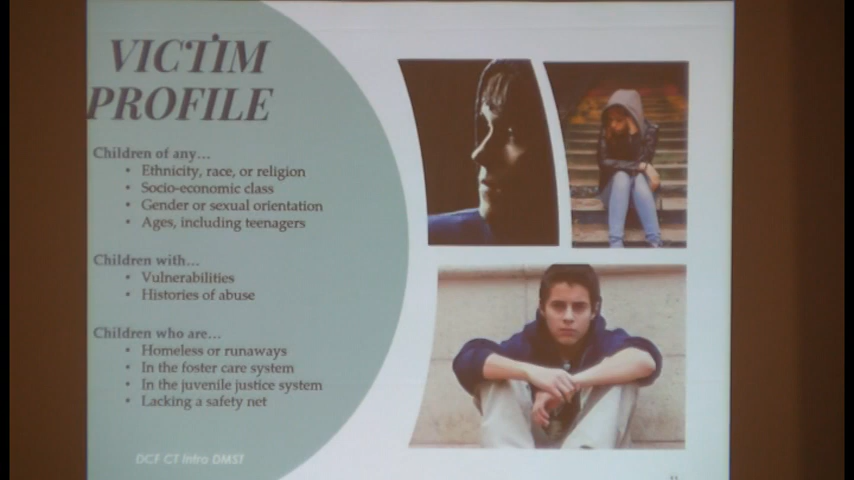 VICTIM
PROFILE
Children of any...
• Ethnicity, race, or religion
• Socio-economic class
• Gender or sexual orientation
• Ages, including teenagers
Children with...
• Vulnerabilities
• Histories of abuse
Children who are...
• Homeless or runaways
• In the foster care system
• In the juvenile justice system
• Lacking a safety net
DCF CT Intro DMST